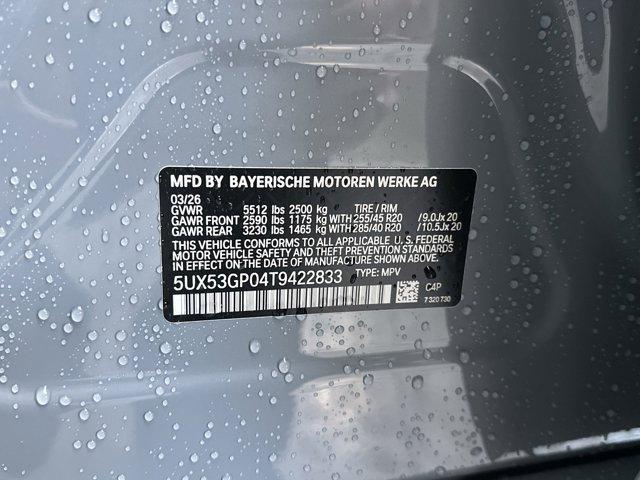 MFD BY BAYERISCHE MOTOREN WERKE AG
03/26
GVWR 5512 lbs 2500 kg TIRE / RIM
GAWR FRONT 2590 lbs 1175 kg WITH 255/45 R20 /9.0Jx 20
GAWR REAR 3230 lbs 1465 kg WITH 285/40 R20 /10.5Jx 20
THIS VEHICLE CONFORMS TO ALL APPLICABLE U. S. FEDERAL
MOTOR VEHICLE SAFETY AND THEFT PREVENTION
STANDARDS IN EFFECT ON THE DATE OF MANUFACTURE SHOWN ABOVE.
5UX53GP04T9422833 TYPE: MPV
C4P
7 320 730